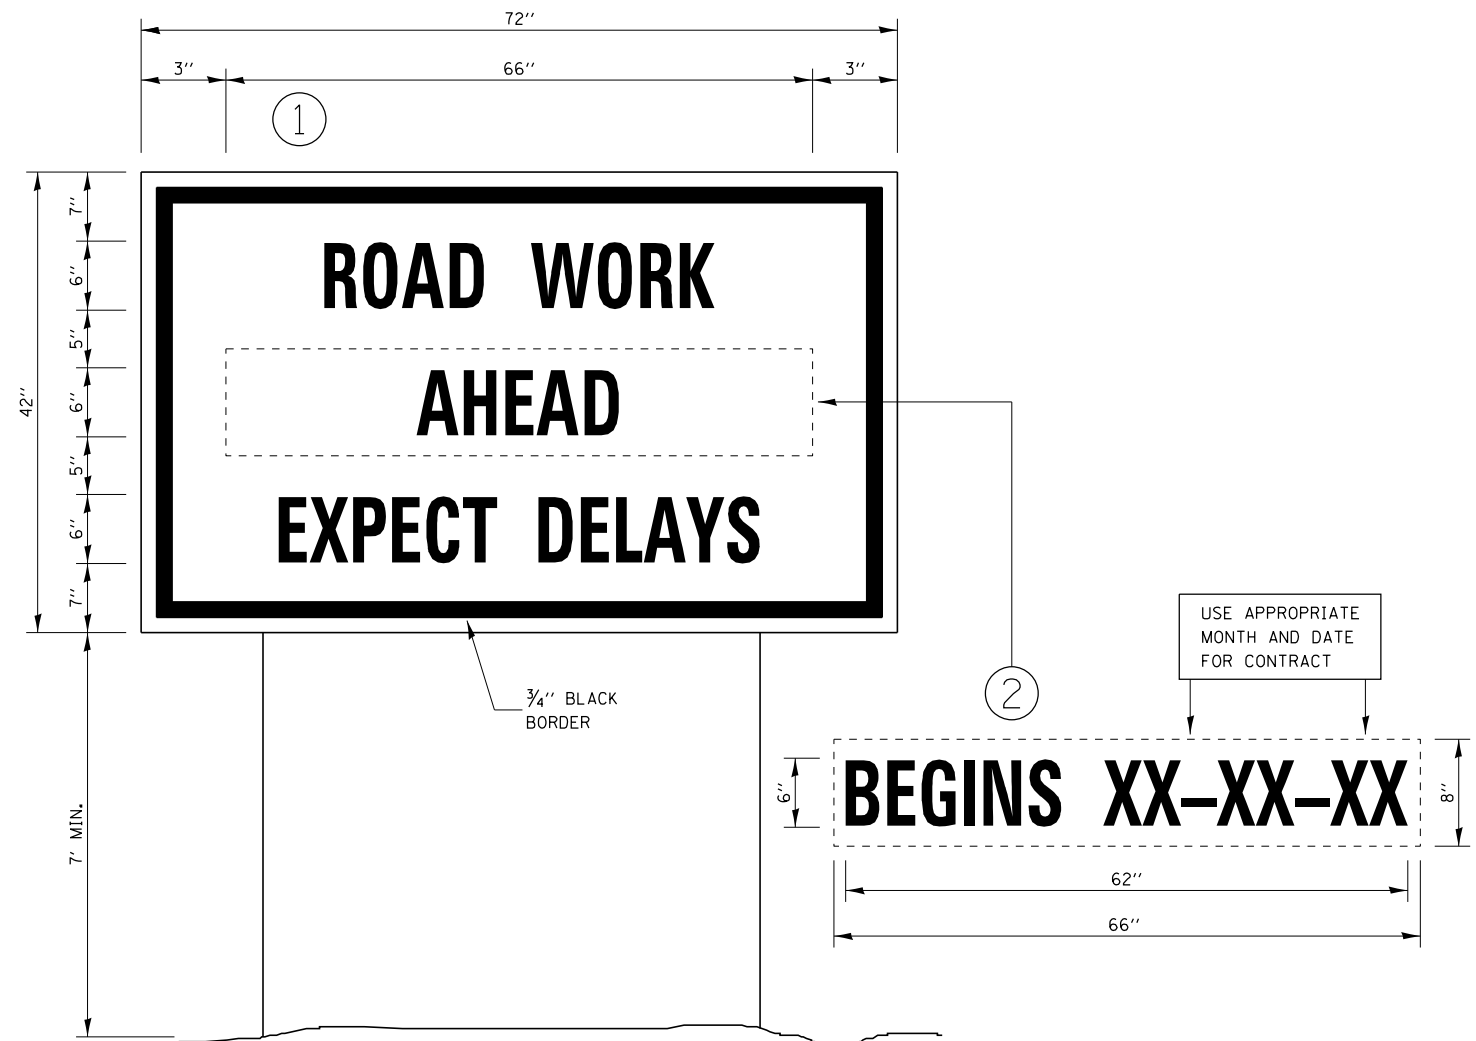 72''
3'' 66'' 3''
1
7''
6''
5''
6''
5''
6''
7''
42''
7' MIN.
ROAD WORK
AHEAD
EXPECT DELAYS
3/4'' BLACK
BORDER
2
USE APPROPRIATE
MONTH AND DATE
FOR CONTRACT
6''
BEGINS XX-XX-XX
8''
62''
66''